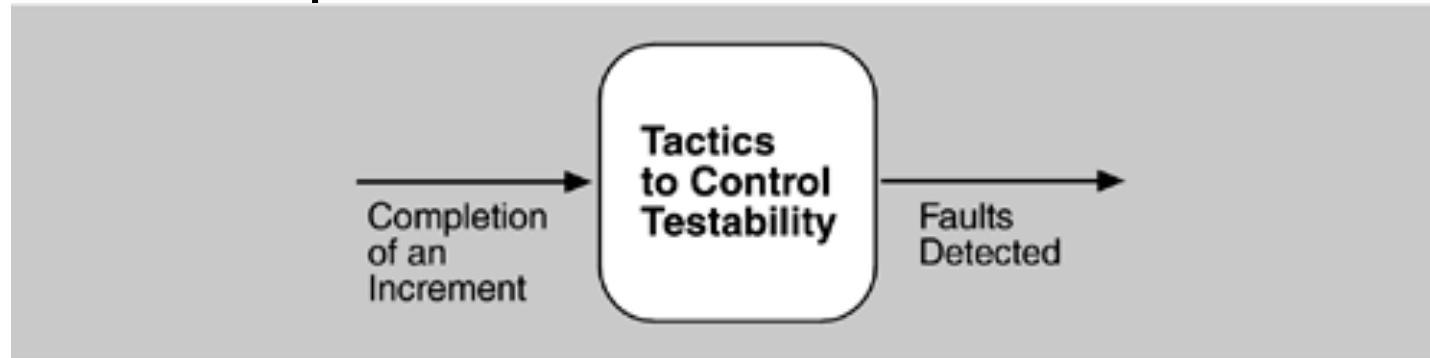 Tactics
to Control
Testability
Completion
of an
Increment
Faults
Detected